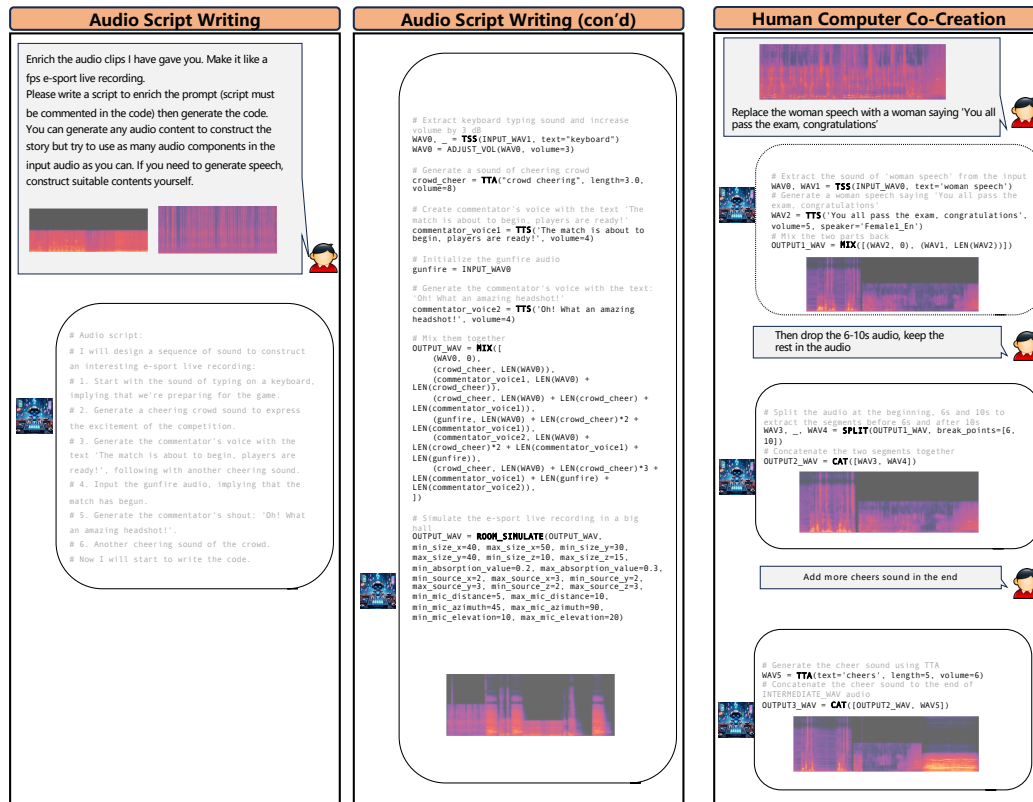 Audio Script Writing
Enrich the audio clips I have gave you. Make it like a
fps e-sport live recording.
Please write a script to enrich the prompt (script must
be commented in the code) then generate the code.
You can generate any audio content to construct the
story but try to use as many audio components in the
input audio as you can. If you need to generate speech,
construct suitable contents yourself.
# Audio script:
# I will design a sequence of sound to construct
an interesting e-sport live recording:
# 1. Start with the sound of typing on a keyboard,
implying that we're preparing for the game.
# 2. Generate a cheering crowd sound to express
the excitement of the competition.
# 3. Generate the commentator's voice with the
text 'The match is about to begin, players are
ready!', following with another cheering sound.
# 4. Input the gunfire audio, implying that the
match has begun.
# 5. Generate the commentator's shout: 'Oh! What
an amazing headshot!'.
# 6. Another cheering sound of the crowd.
# Now I will start to write the code.
Audio Script Writing (con'd)
# Extract keyboard typing sound and increase
volume by 3 dB
WAV0, _ = TSS(INPUT_WAV1, text="keyboard")
WAV0 = ADJUST_VOL(WAV0, volume=3)
# Generate a sound of cheering crowd
crowd_cheer = TTA("crowd cheering", length=3.0,
volume=8)
# Create commentator's voice with the text 'The
match is about to begin, players are ready!'
commentator_voice1 = TTS('The match is about to
begin, players are ready!', volume=4)
# Initialize the gunfire audio
gunfire = INPUT_WAV0
# Generate the commentator's voice with the text:
'Oh! What an amazing headshot!'
commentator_voice2 = TTS('Oh! What an amazing
headshot!', volume=4)
# Mix them together
OUTPUT_WAV = MIX([
(WAV0, 0),
(crowd_cheer, LEN(WAV0)),
(commentator_voice1, LEN(WAV0) +
LEN(crowd_cheer)),
(crowd_cheer, LEN(WAV0) + LEN(crowd_cheer) +
LEN(commentator_voice1)),
(gunfire, LEN(WAV0) + LEN(crowd_cheer)*2 +
LEN(commentator_voice1)),
(commentator_voice2, LEN(WAV0) +
LEN(crowd_cheer)*2 + LEN(commentator_voice1) +
LEN(gunfire)),
(crowd_cheer, LEN(WAV0) + LEN(crowd_cheer)*3 +
LEN(commentator_voice1) + LEN(gunfire) +
LEN(commentator_voice2)),
])
# Simulate the e-sport live recording in a big
hall
OUTPUT_WAV = ROOM_SIMULATE(OUTPUT_WAV,
min_size_x=40, max_size_x=50, min_size_y=30,
max_size_y=40, min_size_z=10, max_size_z=15,
min_absorption_value=0.2, max_absorption_value=0.3,
min_source_x=2, max_source_x=3, min_source_y=2,
max_source_y=3, min_source_z=2, max_source_z=3,
min_mic_distance=5, max_mic_distance=10,
min_mic_azimuth=45, max_mic_azimuth=90,
min_mic_elevation=10, max_mic_elevation=20)
Human Computer Co-Creation
Replace the woman speech with a woman saying 'You all
pass the exam, congratulations'
# Extract the sound of 'woman speech' from the input
WAV0, WAV1 = TSS(INPUT_WAV0, text='woman speech')
# Generate a woman saying 'You all pass the
exam, congratulations'
WAV2 = TTS('You all pass the exam, congratulations',
volume=5, speaker='Female1_En')
# Mix the two parts back
OUTPUT1_WAV = MIX([(WAV2, 0), (WAV1, LEN(WAV2))])
Then drop the 6-10s audio, keep the
rest in the audio
# Split the audio at the beginning, 6s and 10s to
extract the segments before 6s and after 10s
WAV3, _, WAV4 = SPLIT(OUTPUT1_WAV, break_points=[6,
10])
# Concatenate the two segments together
OUTPUT2_WAV = CAT([WAV3, WAV4])
Add more cheers sound in the end
# Generate the cheer sound using TTA
WAV5 = TTA(text='cheers', length=5, volume=6)
# Concatenate the cheer sound to the end of
INTERMEDIATE_WAV audio
OUTPUT3_WAV = CAT([OUTPUT2_WAV, WAV5])